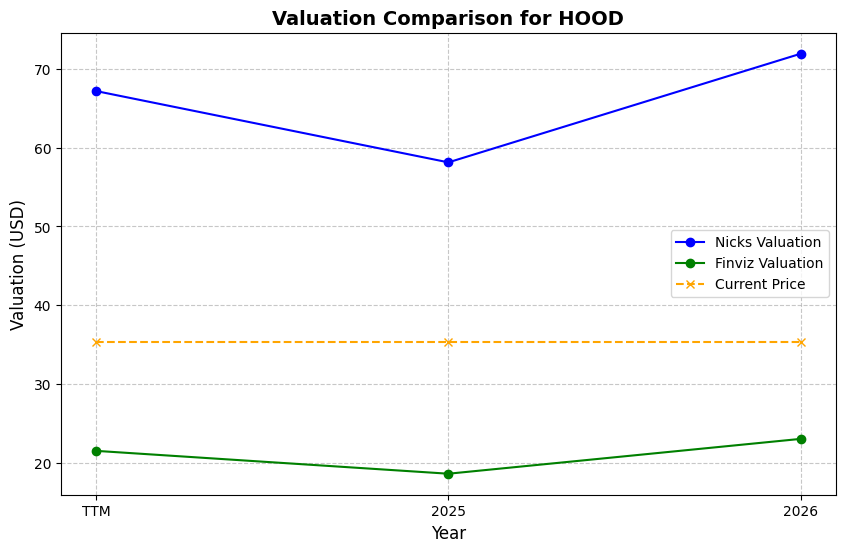 Valuation Comparison for HOOD
Valuation (USD)
70
60
50
40
30
20
Nicks Valuation
Finviz Valuation
Current Price
TTM 2025 2026
Year